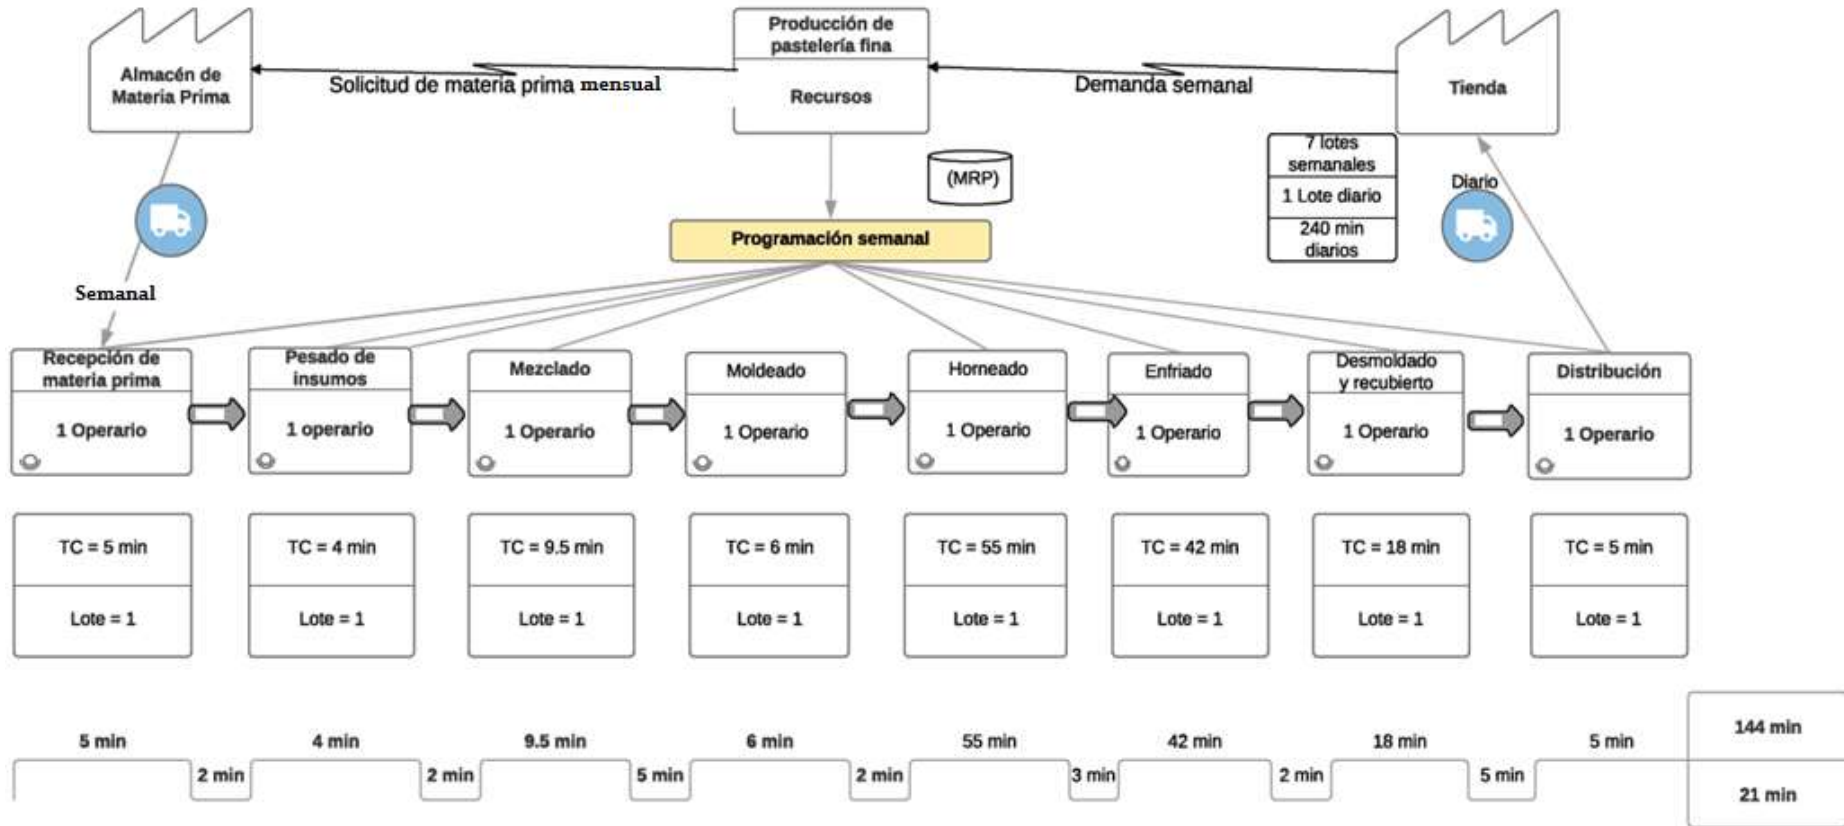 Almacén de
Materia Prima
Solicitud de materia prima mensual
Producción de
pastelería fina
Recursos
Demanda semanal
Tienda
(MRP)
7 lotes
semanales
1 Lote diario
240 min
diarios
Diario
Programación semanal
Semanal
Recepción de
materia prima
1 Operario
Pesado de
insumos
1 operario
Mezclado
1 Operario
Moldeado
1 Operario
Horneado
1 Operario
Enfriado
1 Operario
Desmoldado
y recubierto
1 Operario
Distribución
1 Operario
TC = 5 min
Lote = 1
TC = 4 min
Lote = 1
TC = 9.5 min
Lote = 1
TC = 6 min
Lote = 1
TC = 55 min
Lote = 1
TC = 42 min
Lote = 1
TC = 18 min
Lote = 1
TC = 5 min
Lote = 1
5 min
2 min
4 min
2 min
9.5 min
5 min
6 min
2 min
55 min
3 min
42 min
2 min
18 min
5 min
5 min
144 min
21 min